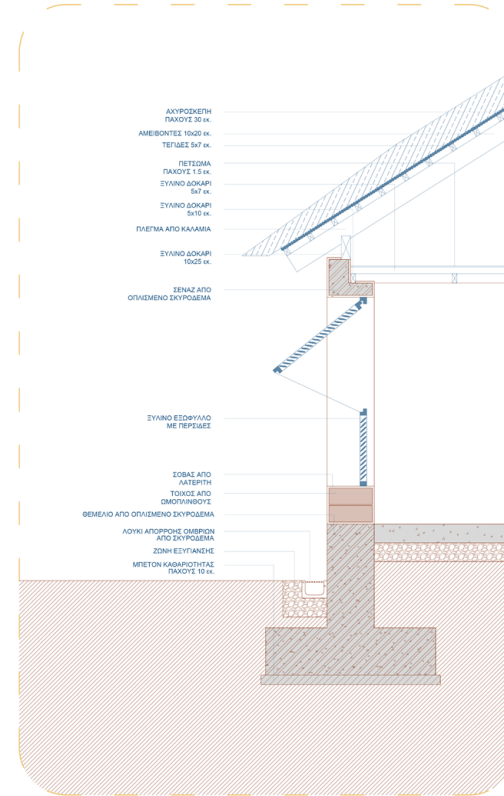 ΑΧΥΡΟΣΚΕΠΗ
ΠΑΧΟΥΣ 30 εκ.
ΑΜΕΙΒΟΝΤΕΣ 10x20 εκ.
ΤΕΓΙΔΕΣ 5x7 εκ.
ΠΕΤΣΩΜΑ
ΠΑΧΟΥΣ 1,5 εκ.
ΞΥΛΙΝΟ ΔΟΚΑΡΙ
5x7 εκ.
ΞΥΛΙΝΟ ΔΟΚΑΡΙ
5x10 εκ.
ΠΛΕΓΜΑ ΑΠΟ ΚΑΛΑΜΙΑ
ΞΥΛΙΝΟ ΔΟΚΑΡΙ
10x25 εκ.
ΣΕΝΑΖ ΑΠΟ
ΟΠΛΙΣΜΕΝΟ ΣΚΥΡΟΔΕΜΑ
ΞΥΛΙΝΟ ΕΞΩΦΥΛΛΟ
ΜΕ ΠΕΡΣΙΔΕΣ
ΣΟΒΑΣ ΑΠΟ
ΛΑΤΕΡΙΤΗ
ΤΟΙΧΟΣ ΑΠΟ
ΩΜΟΠΛΙΝΘΟΥΣ
ΘΕΜΕΛΙΟ ΑΠΟ ΟΠΛΙΣΜΕΝΟ ΣΚΥΡΟΔΕΜΑ
ΛΟΥΚΙ ΑΠΟΡΡΟΗΣ ΟΜΒΡΙΩΝ
ΑΠΟ ΣΚΥΡΟΔΕΜΑ
ΖΩΝΗ ΕΞΥΓΙΑΝΣΗΣ
ΜΠΕΤΟΝ ΚΑΘΑΡΙΟΤΗΤΑΣ
ΠΑΧΟΥΣ 10 εκ.